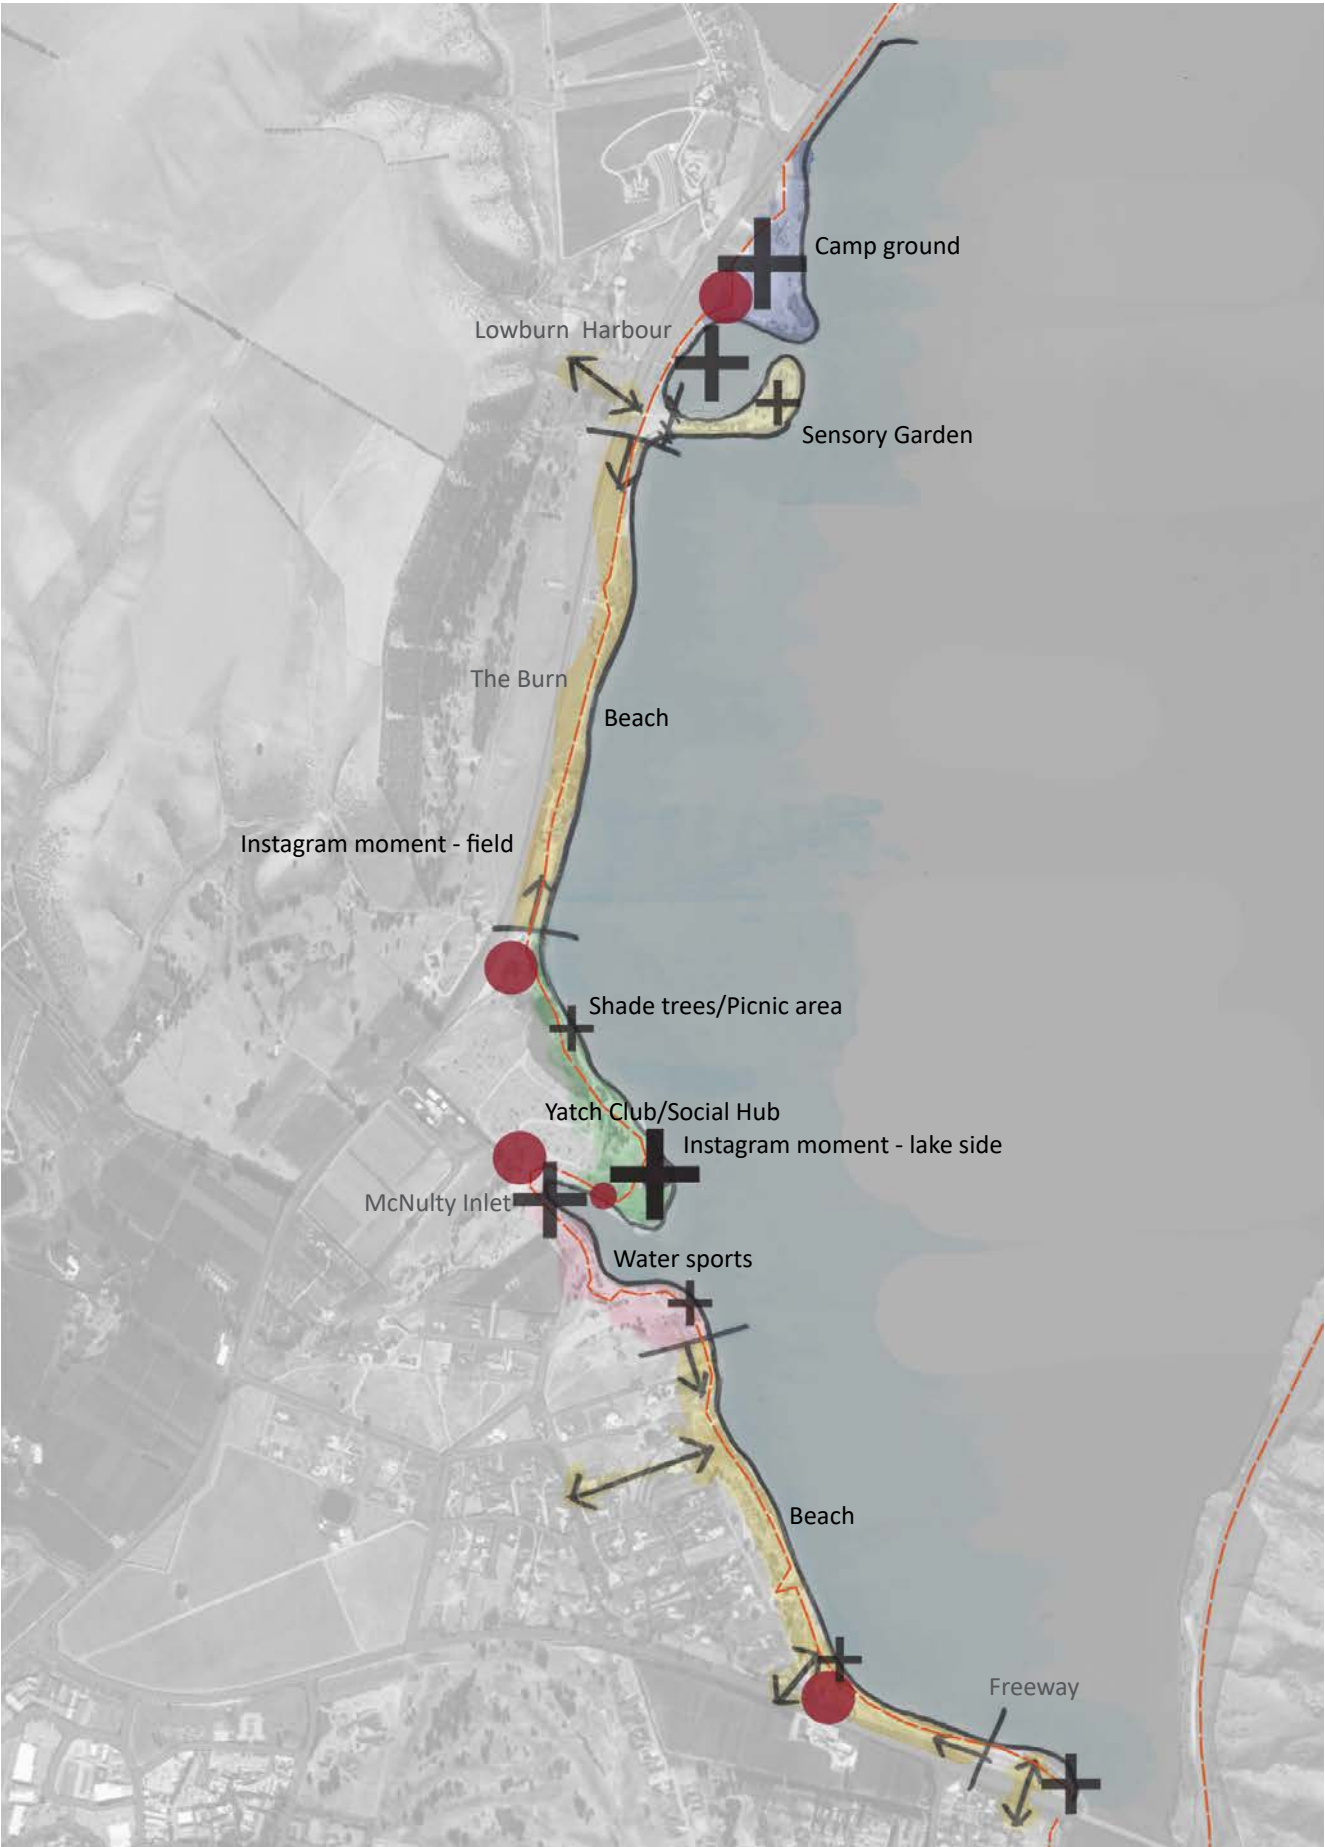 Camp ground
Lowburn Harbour
Sensory Garden
The Burn
Beach
Instagram moment - field
Shade trees/Picnic area
Yatch Club/Social Hub
Instagram moment - lake side
McNulty Inlet
Water sports
Beach
Freeway